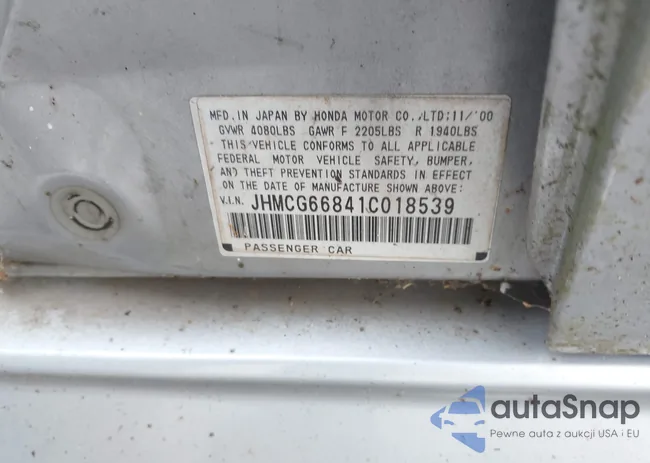 MFD. IN JAPAN BY HONDA MOTOR CO.,LTD; 11/'00
GVWR 4080LBS GAWR F 2205LBS R 1940LBS
THIS VEHICLE CONFORMS TO ALL APPLICABLE
FEDERAL MOTOR VEHICLE SAFETY, BUMPER,
AND THEFT PREVENTION STANDARDS IN EFFECT
ON THE DATE OF MANUFACTURE SHOWN ABOVE:
V.I.N. JHMCG66841C018539
PASSENGER CAR
autaSnap
Pewne auta z aukcji USA i EU